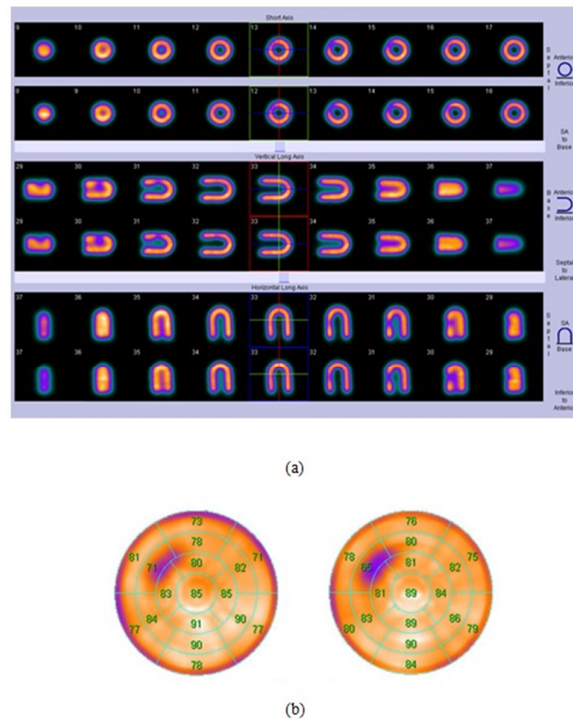 Short Axis
9 10 11 12 13 14 15 16 17
8 9 10 11 12 13 14 15 16
Septal
Anterior
Inferior
SA
to
Base
Vertical Long Axis
29 30 31 32 33 34 35 36 37
29 30 31 32 33 34 35 36 37
Base
Anterior
Inferior
Septal
to
Lateral
Horizontal Long Axis
37 36 35 34 33 32 31 30 29
37 36 35 34 33 32 31 30 29
Septal
SA
Base
Inferior
to
Anterior
(a)
73
78
81 71 80 82 71
83 85 85
84 90
77 91 77
90
78
76
80
78 65 81 82 75
81 89 84
83 86
80 89 79
90
84
(b)